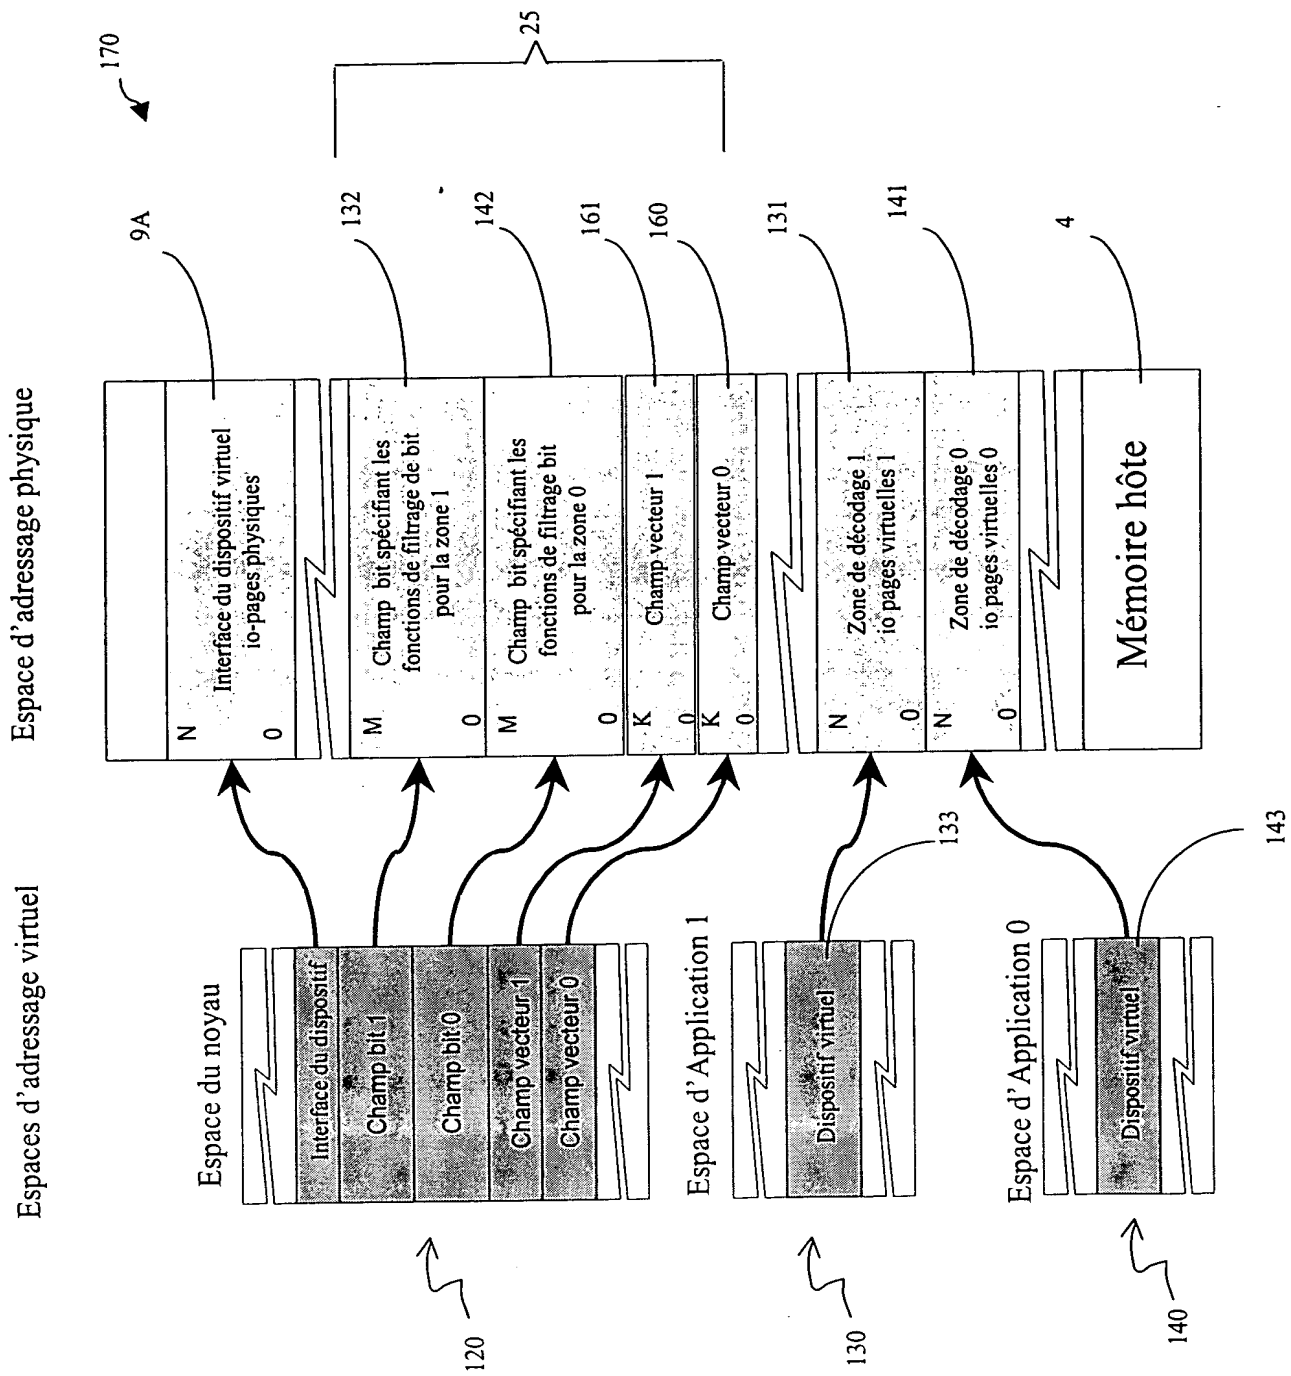 Espaces d'adressage virtuel
Espace d'adressage physique
170
Espace du noyau
Interface du dispositif
Champ bit 1
Champ bit 0
Champ vecteur 1
Champ vecteur 0
120
Espace d'Application 1
Dispositif virtuel
133
130
Espace d'Application 0
Dispositif virtuel
143
140
N
0
Interface du dispositif virtuel
io-pages physiques
9A
M
0
Champ bit spécifiant les
fonctions de filtrage de bit
pour la zone 1
132
M
0
Champ bit spécifiant les
fonctions de filtrage bit
pour la zone 0
142
K
0
Champ vecteur 1
161
K
0
Champ vecteur 0
160
25
N
0
Zone de décodage 1
io pages virtuelles 1
131
N
0
Zone de décodage 0
io pages virtuelles 0
141
Mémoire hôte
4